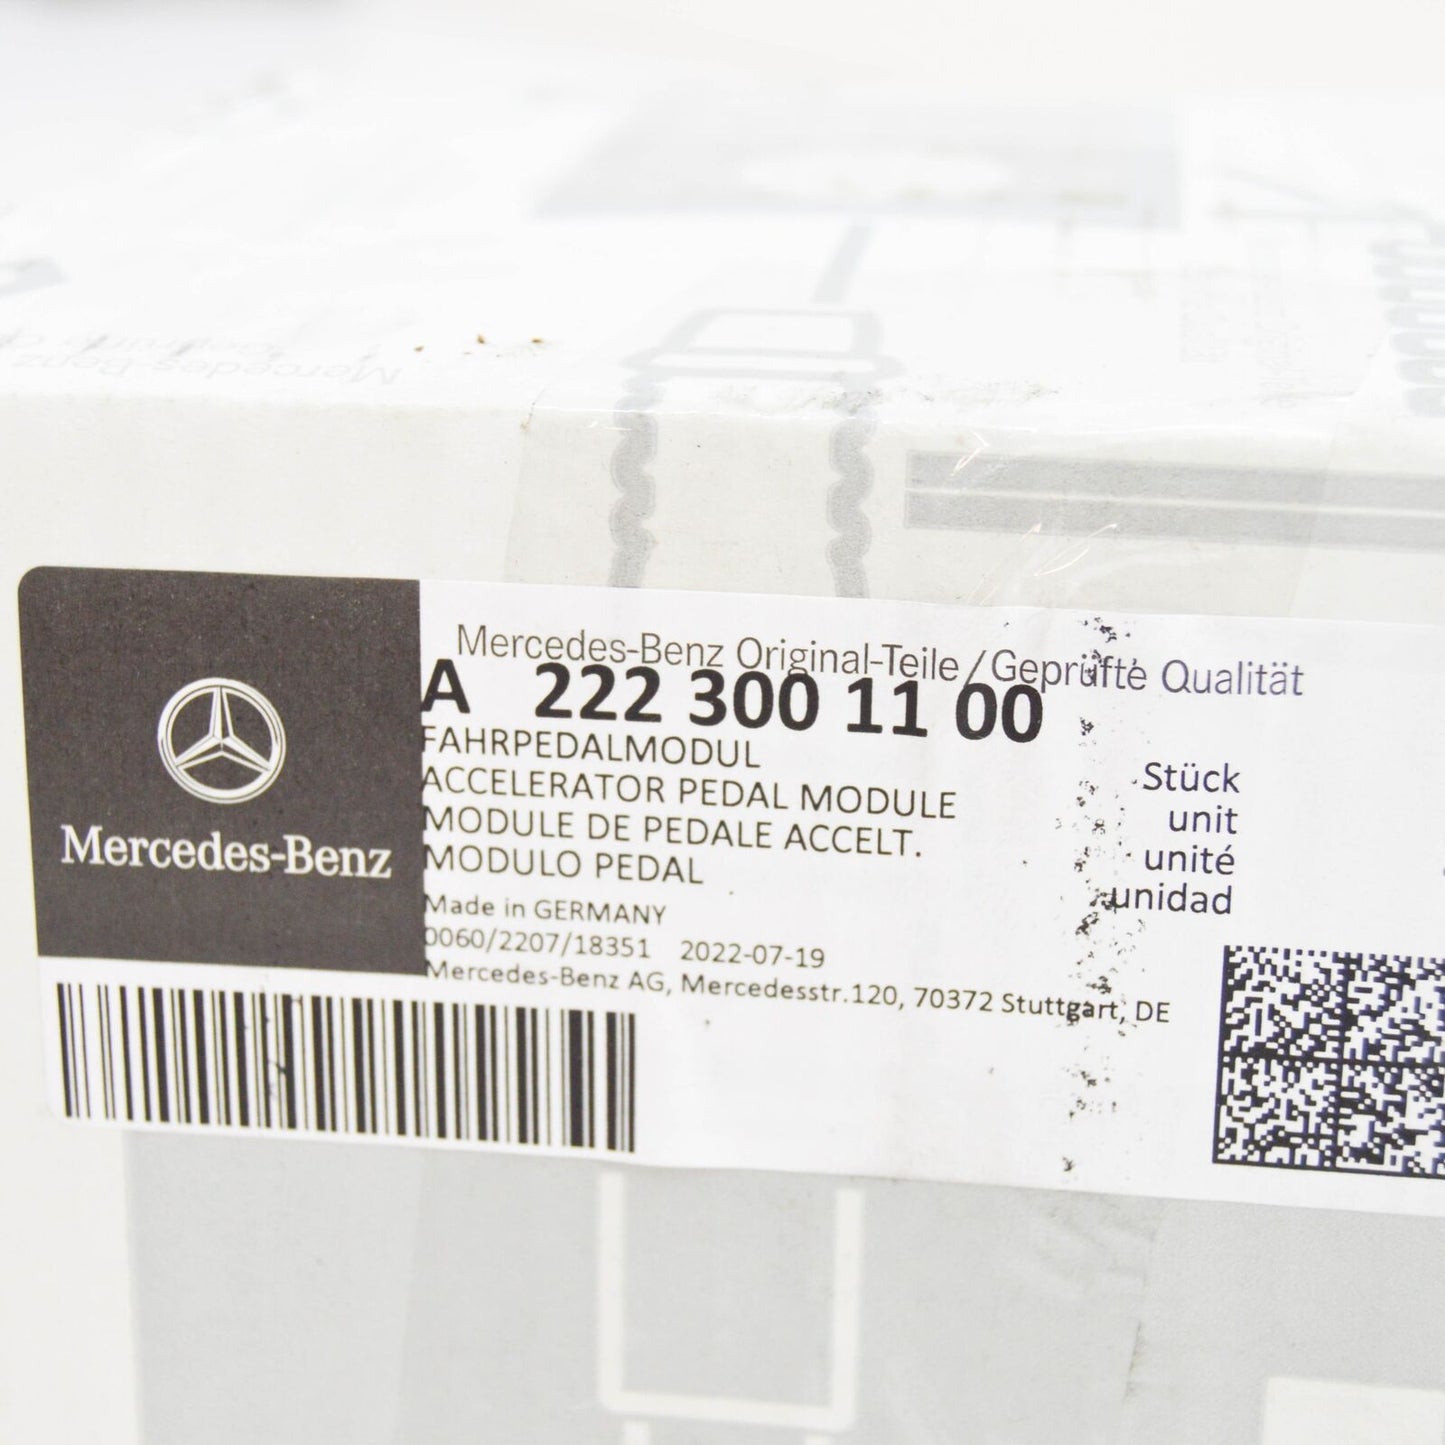 Mercedes-Benz
Mercedes-Benz
Mercedes-Benz Original-Teile/Geprüfte Qualität
A 222 300 11 00
FAHRPEDALMODUL
ACCELERATOR PEDAL MODULE
MODULE DE PEDALE ACCELT.
MODULO PEDAL
Stück
unit
unité
unidad
Made in GERMANY
0060/2207/18351 2022-07-19
Mercedes-Benz AG, Mercedesstr.120, 70372 Stuttgart, DE